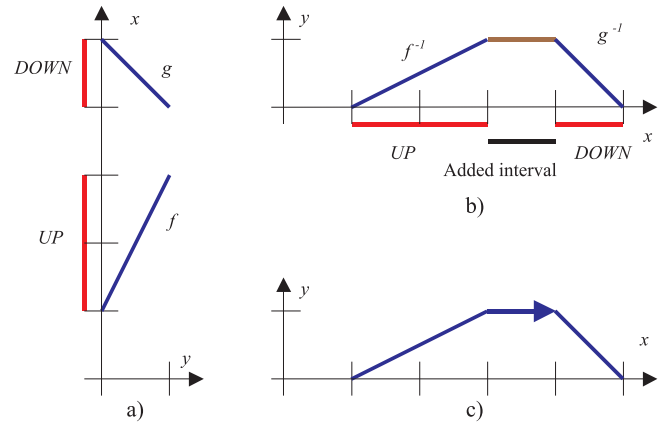 x
DOWN
g
UP
f
y
a)
y
f⁻¹
g⁻¹
x
UP
DOWN
Added interval
b)
y
x
c)